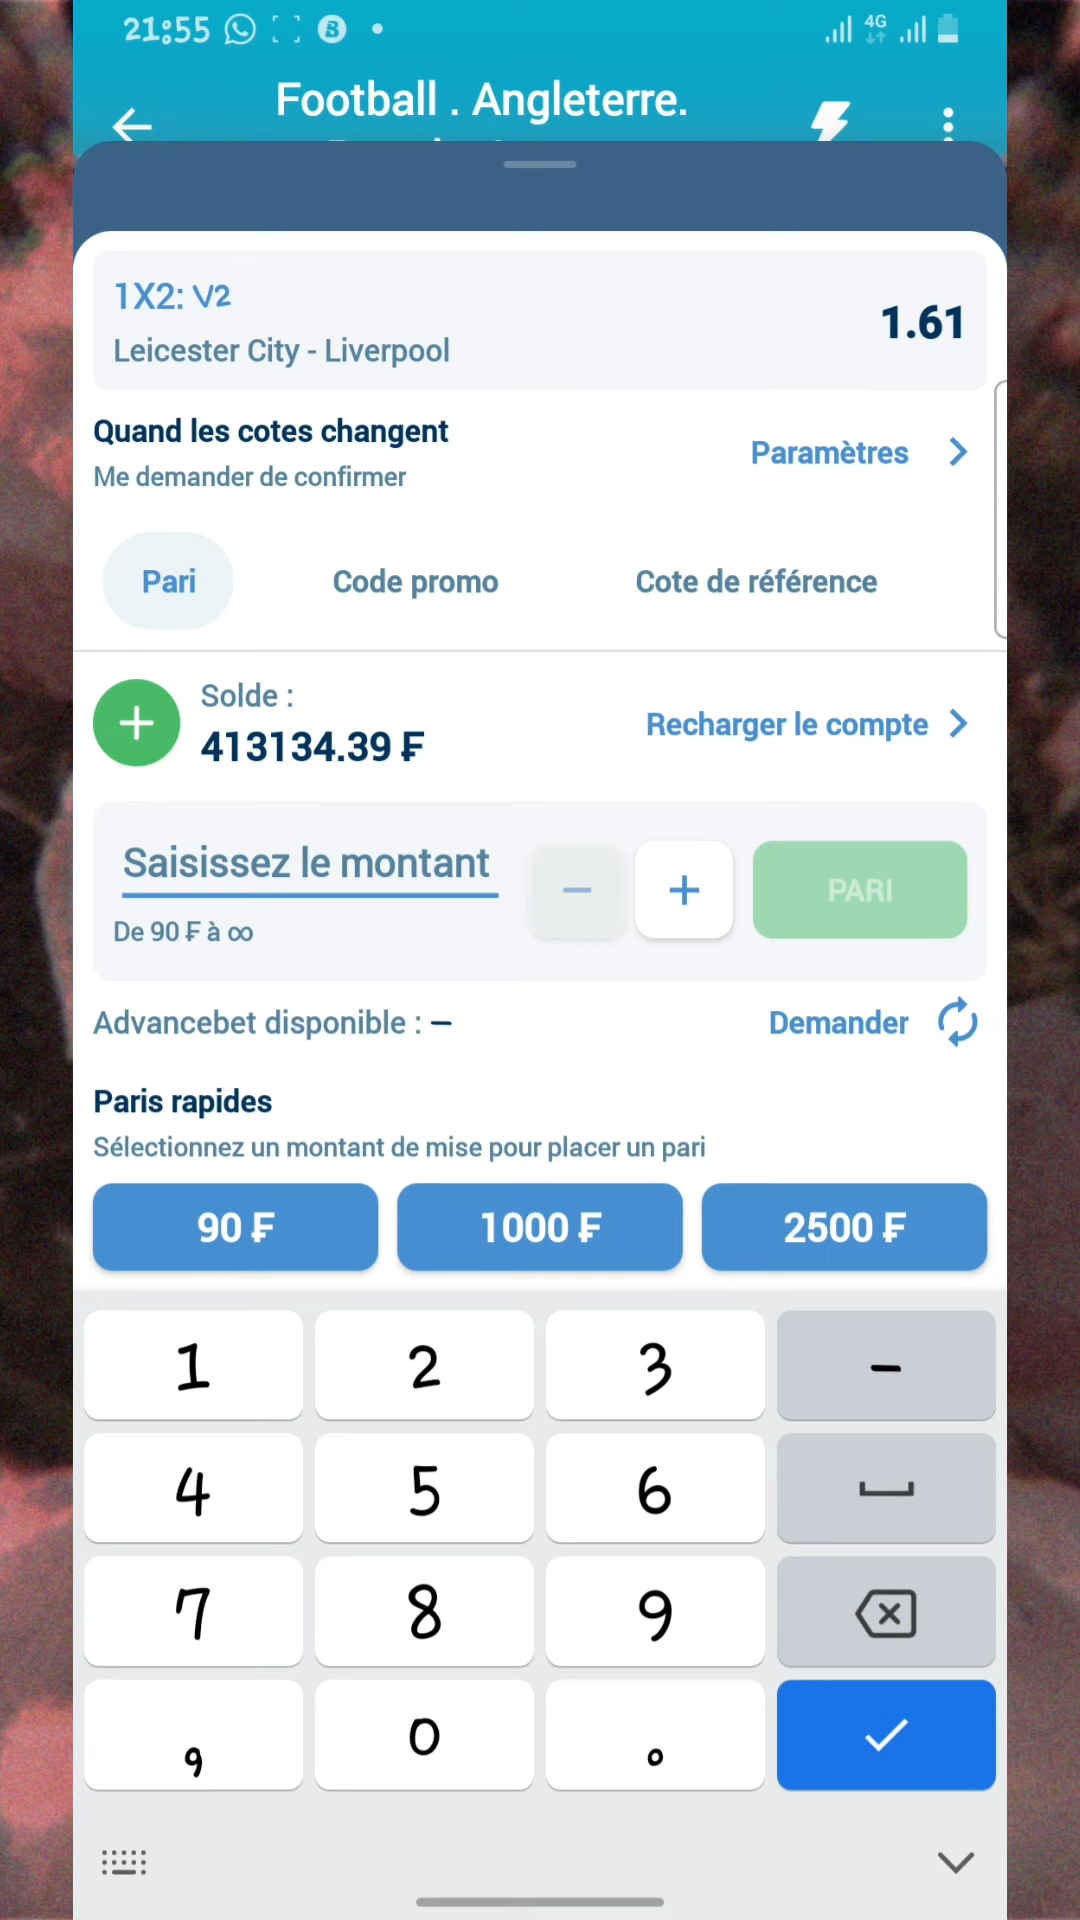 21:55
4G
Football . Angleterre.
1X2: V2
1.61
Leicester City - Liverpool
Quand les cotes changent
Me demander de confirmer
Paramètres
Pari
Code promo
Cote de référence
Solde :
413134.39 ₣
Recharger le compte
Saisissez le montant
PARI
De 90 ₣ à ∞
Advancebet disponible : –
Demander
Paris rapides
Sélectionnez un montant de mise pour placer un pari
90 ₣
1000 ₣
2500 ₣
1 2 3 -
4 5 6
7 8 9
, 0 .